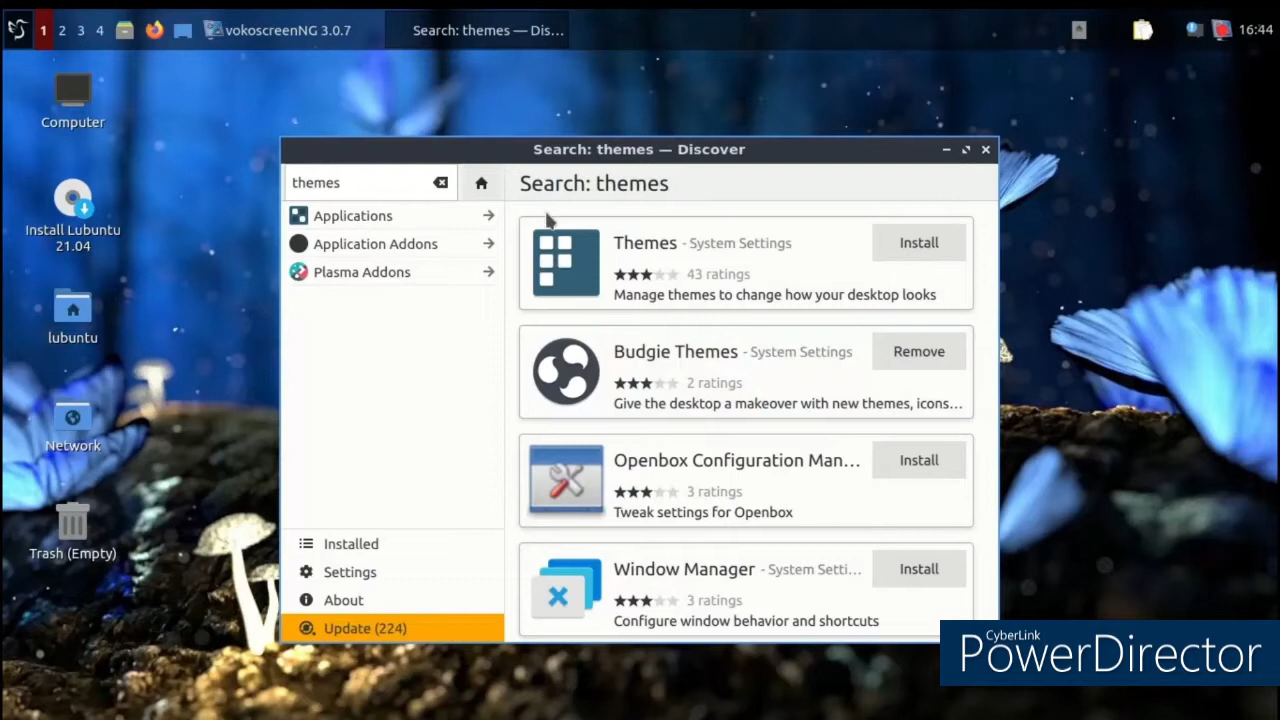 1 2 3 4 vokoscreenNG 3.0.7 Search: themes — Dis... 16:44
Computer
Install Lubuntu
21.04
lubuntu
Network
Trash (Empty)
Search: themes — Discover
themes
Search: themes
Applications
Application Addons
Plasma Addons
Themes - System Settings Install
43 ratings
Manage themes to change how your desktop looks
Budgie Themes - System Settings Remove
2 ratings
Give the desktop a makeover with new themes, icons...
Openbox Configuration Man... Install
3 ratings
Tweak settings for Openbox
Window Manager - System Setti... Install
3 ratings
Configure window behavior and shortcuts
Installed
Settings
About
Update (224)
CyberLink
PowerDirector